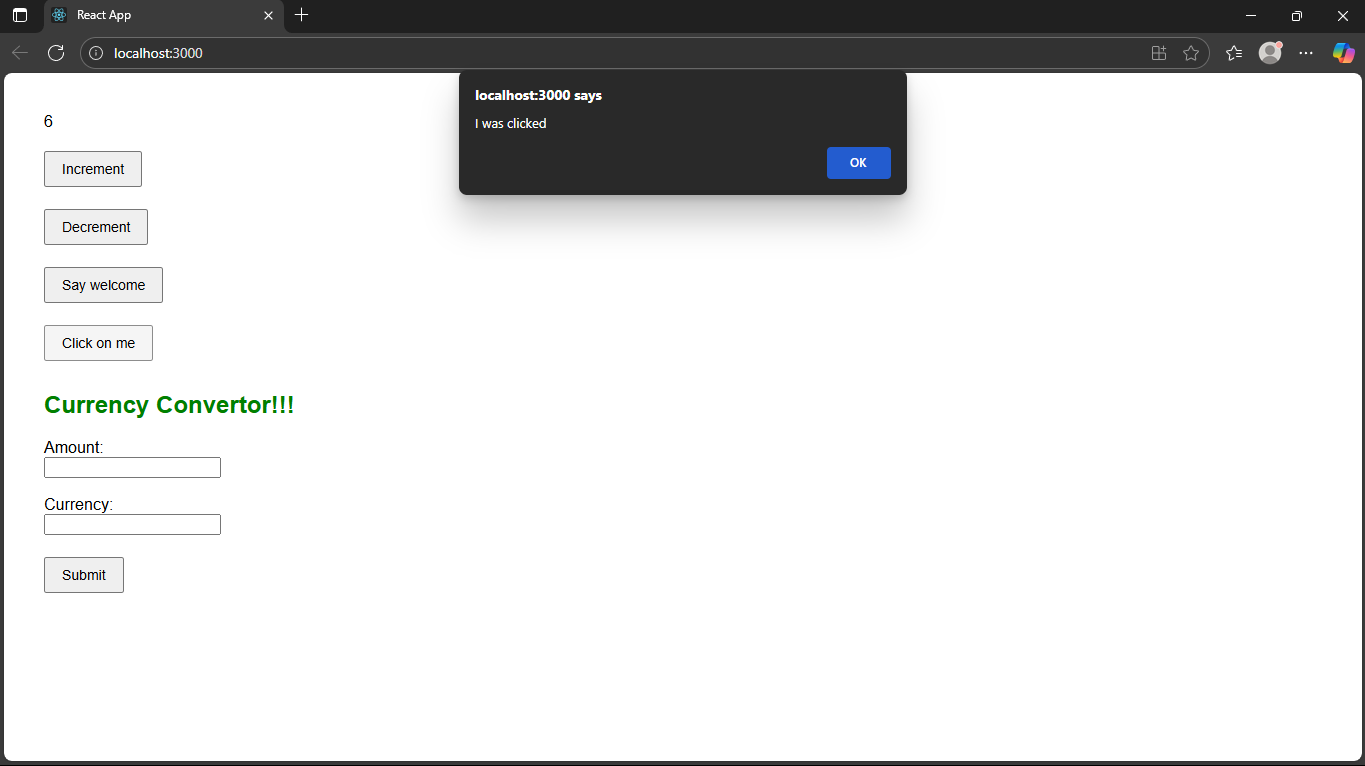 React App
localhost:3000
localhost:3000 says
I was clicked
OK
6
Increment
Decrement
Say welcome
Click on me
Currency Convertor!!!
Amount:
Currency:
Submit